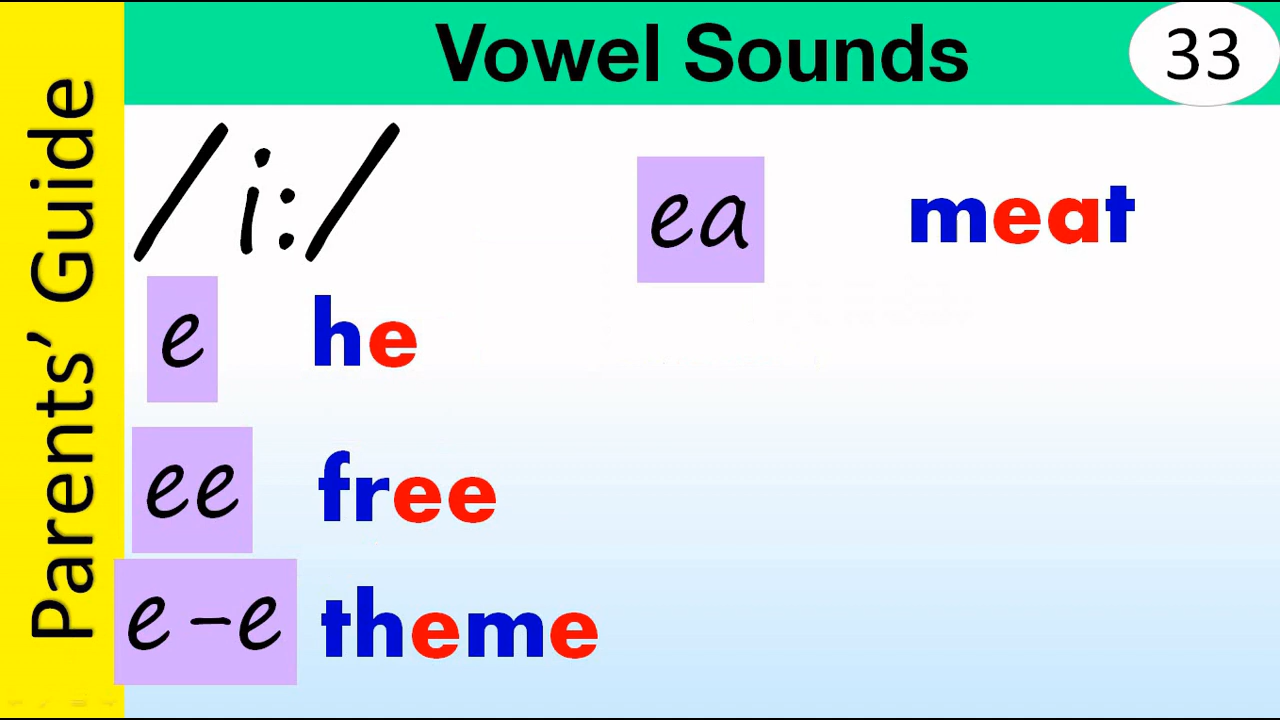 Parents' Guide
Vowel Sounds
33
/i:/
e he
ee free
e-e theme
ea meat